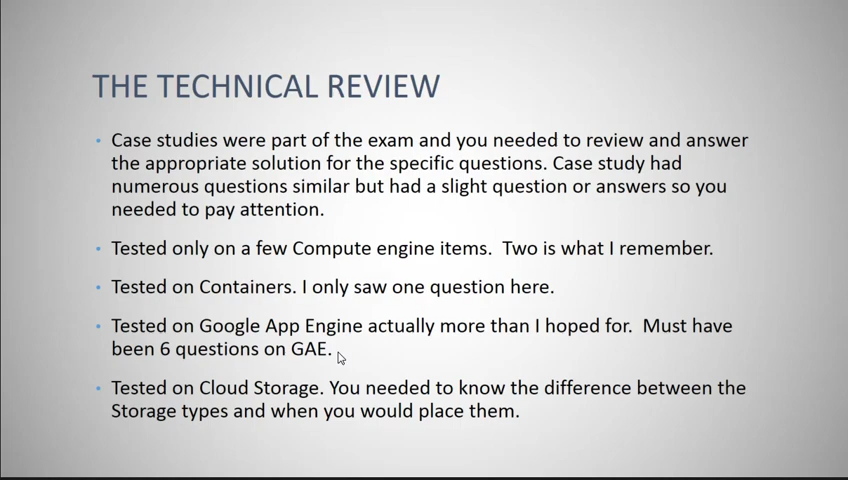 THE TECHNICAL REVIEW
• Case studies were part of the exam and you needed to review and answer
the appropriate solution for the specific questions. Case study had
numerous questions similar but had a slight question or answers so you
needed to pay attention.
• Tested only on a few Compute engine items. Two is what I remember.
• Tested on Containers. I only saw one question here.
• Tested on Google App Engine actually more than I hoped for. Must have
been 6 questions on GAE.
• Tested on Cloud Storage. You needed to know the difference between the
Storage types and when you would place them.